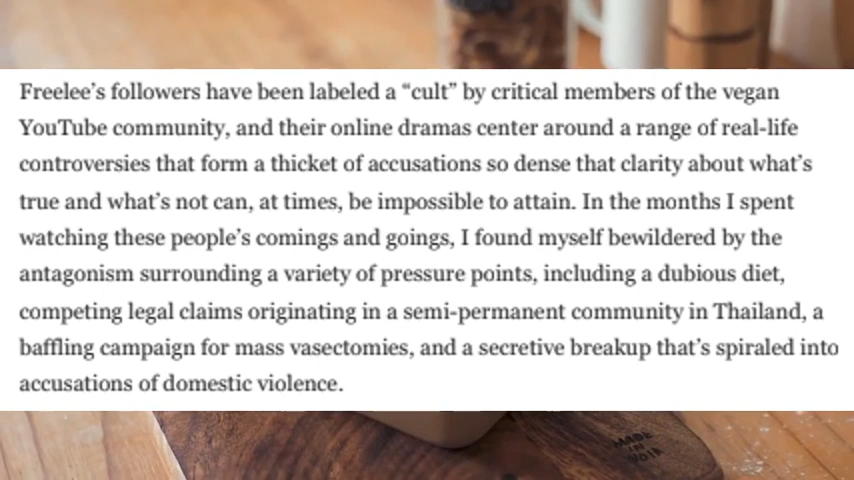 Freelee’s followers have been labeled a “cult” by critical members of the vegan
YouTube community, and their online dramas center around a range of real-life
controversies that form a thicket of accusations so dense that clarity about what’s
true and what’s not can, at times, be impossible to attain. In the months I spent
watching these people’s comings and goings, I found myself bewildered by the
antagonism surrounding a variety of pressure points, including a dubious diet,
competing legal claims originating in a semi-permanent community in Thailand, a
baffling campaign for mass vasectomies, and a secretive breakup that’s spiraled into
accusations of domestic violence.
MADE
IN